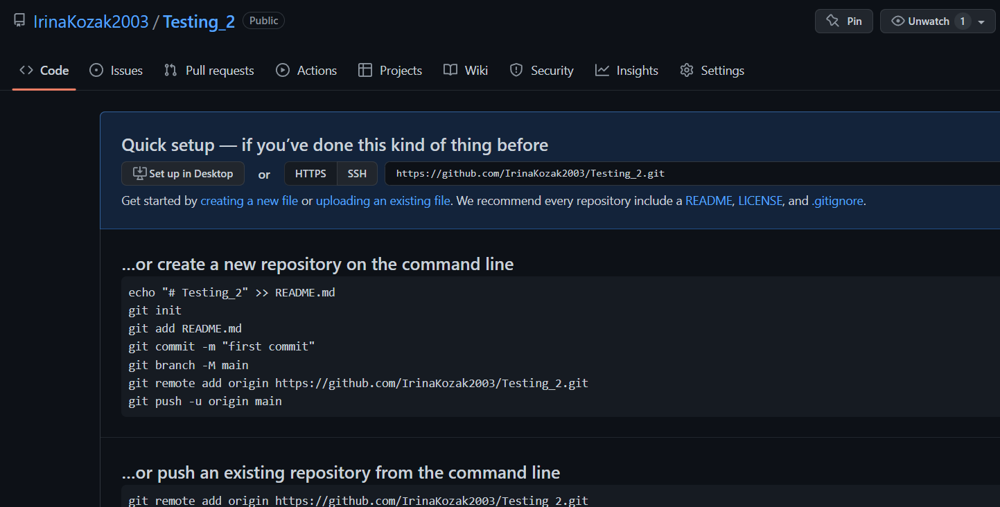 IrinaKozak2003 / Testing_2 Public Pin Unwatch 1
Code Issues Pull requests Actions Projects Wiki Security Insights Settings
Quick setup — if you’ve done this kind of thing before
Set up in Desktop or HTTPS SSH https://github.com/IrinaKozak2003/Testing_2.git
Get started by creating a new file or uploading an existing file. We recommend every repository include a README, LICENSE, and .gitignore.
…or create a new repository on the command line
echo "# Testing_2" >> README.md
git init
git add README.md
git commit -m "first commit"
git branch -M main
git remote add origin https://github.com/IrinaKozak2003/Testing_2.git
git push -u origin main
…or push an existing repository from the command line
git remote add origin https://github.com/IrinaKozak2003/Testing_2.git